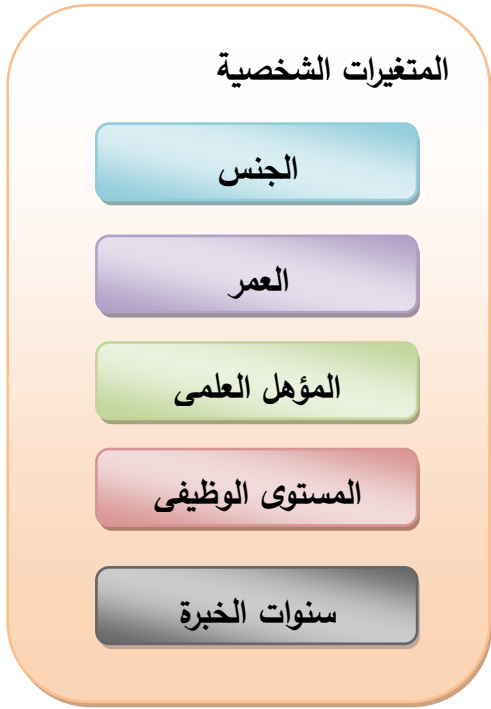 المتغيرات الشخصية
الجنس
العمر
المؤهل العلمى
المستوى الوظيفى
سنوات الخبرة